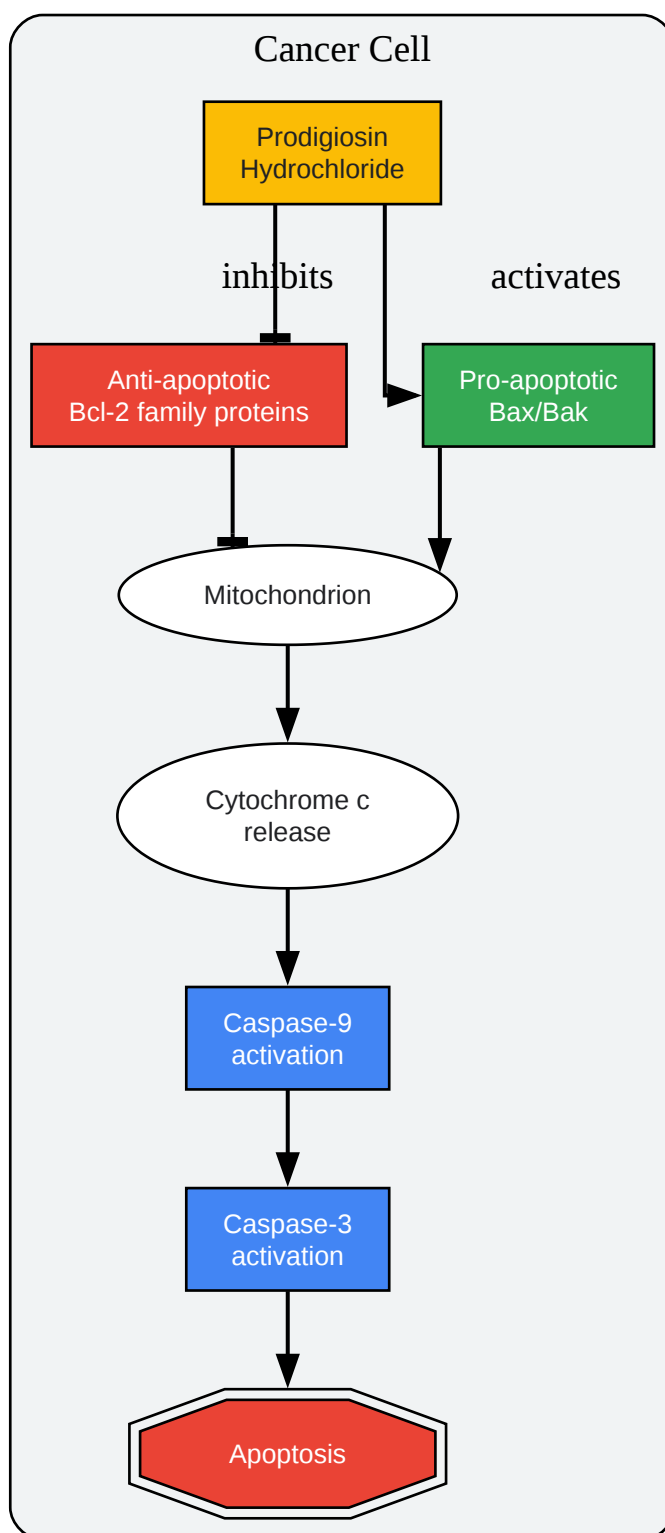 Cancer Cell
Prodigiosin
Hydrochloride
inhibits
activates
Anti-apoptotic
Bcl-2 family proteins
Pro-apoptotic
Bax/Bak
Mitochondrion
Cytochrome c
release
Caspase-9
activation
Caspase-3
activation
Apoptosis